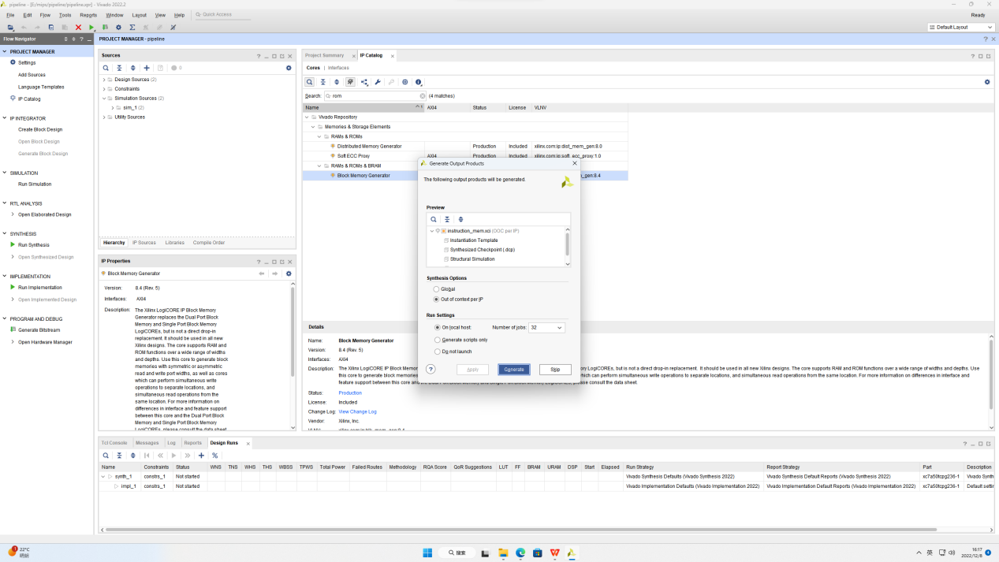 pipeline - [E:/mips/pipeline/pipeline.xpr] - Vivado 2022.2
File Edit Flow Tools Reports Window Layout View Help Quick Access Ready
Default Layout
Flow Navigator
PROJECT MANAGER - pipeline
PROJECT MANAGER
Settings
Add Sources
Language Templates
IP Catalog
IP INTEGRATOR
Create Block Design
Open Block Design
Generate Block Design
SIMULATION
Run Simulation
RTL ANALYSIS
Open Elaborated Design
SYNTHESIS
Run Synthesis
Open Synthesized Design
IMPLEMENTATION
Run Implementation
Open Implemented Design
PROGRAM AND DEBUG
Generate Bitstream
Open Hardware Manager
Sources
0
Design Sources (2)
Constraints
Simulation Sources (2)
sim_1 (2)
Utility Sources
Hierarchy IP Sources Libraries Compile Order
IP Properties
Block Memory Generator
Version: 8.4 (Rev. 5)
Interfaces: AXI4
Description: The Xilinx LogiCORE IP Block Memory
Generator replaces the Dual Port Block
Memory and Single Port Block Memory
LogiCOREs, but is not a direct drop-in
replacement. It should be used in all new
Xilinx designs. The core supports RAM and
ROM functions over a wide range of widths
and depths. Use this core to generate block
memories with symmetric or asymmetric
read and write port widths, as well as cores
which can perform simultaneous write
operations to separate locations, and
simultaneous read operations from the
same location. For more information on
differences in interface and feature support
between this core and the Dual Port Block
Memory and Single Port Block Memory
LogiCOREs, please consult the data sheet
Project Summary IP Catalog
Cores | Interfaces
Search: rom (4 matches)
Name 1 AXI4 Status License VLNV
Vivado Repository
Memories & Storage Elements
RAMs & ROMs
Distributed Memory Generator Production Included xilinx.com:ip:dist_mem_gen:8.0
Soft ECC Proxy AXI4 Production Included xilinx.com:ip:soft_ecc_proxy:1.0
RAMs & ROMs & BRAM
Block Memory Generator _gen:8.4
Generate Output Products
The following output products will be generated.
Preview
instruction_mem.xci (OOC per IP)
Instantiation Template
Synthesized Checkpoint (.dcp)
Structural Simulation
Synthesis Options
Global
Out of context per IP
Run Settings
On local host: Number of jobs: 32
Generate scripts only
Do not launch
? Apply Generate Skip
Details
Name: Block Memory Generator
Version: 8.4 (Rev. 5)
Interfaces: AXI4
Description: The Xilinx LogiCORE IP Block Memor ry LogiCOREs, but is not a direct drop-in replacement. It should be used in all new Xilinx designs. The core supports RAM and ROM functions over a wide range of widths and depths. Use
this core to generate block memories which can perform simultaneous write operations to separate locations, and simultaneous read operations from the same location. For more information on differences in interface and
feature support between this core and the Dual Port Block Memory and Single Port Block Memory LogiCOREs, please consult the data sheet.
Status: Production
License: Included
Change Log: View Change Log
Vendor: Xilinx, Inc.
VLNV: xilinx.com:ip:blk_mem_gen:8.4
Tcl Console Messages Log Reports Design Runs
Name Constraints Status WNS TNS WHS THS WBSS TPWS Total Power Failed Routes Methodology RQA Score QoR Suggestions LUT FF BRAM URAM DSP Start Elapsed Run Strategy Report Strategy Part Description
synth_1 constrs_1 Not started Vivado Synthesis Defaults (Vivado Synthesis 2022) Vivado Synthesis Default Reports (Vivado Synthesis 2022) xc7a50tcpg236-1 Vivado Synth
impl_1 constrs_1 Not started Vivado Implementation Defaults (Vivado Implementation 2022) Vivado Implementation Default Reports (Vivado Implementation 2022) xc7a50tcpg236-1 Default settin
1 22°C
晴朗
搜索
英
16:17
2022/12/8